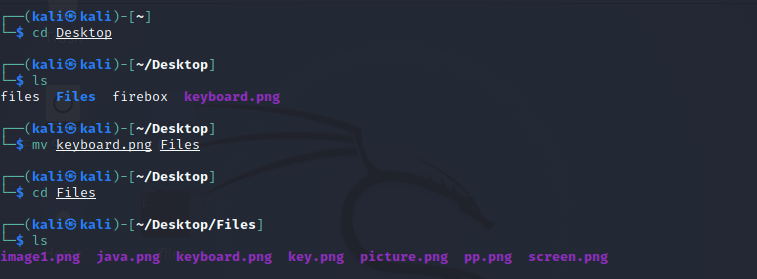 ┌──(kali㉿kali)-[~]
└─$ cd Desktop
┌──(kali㉿kali)-[~/Desktop]
└─$ ls
files  Files  firebox  keyboard.png
┌──(kali㉿kali)-[~/Desktop]
└─$ mv keyboard.png Files
┌──(kali㉿kali)-[~/Desktop]
└─$ cd Files
┌──(kali㉿kali)-[~/Desktop/Files]
└─$ ls
image1.png  java.png  keyboard.png  key.png  picture.png  pp.png  screen.png